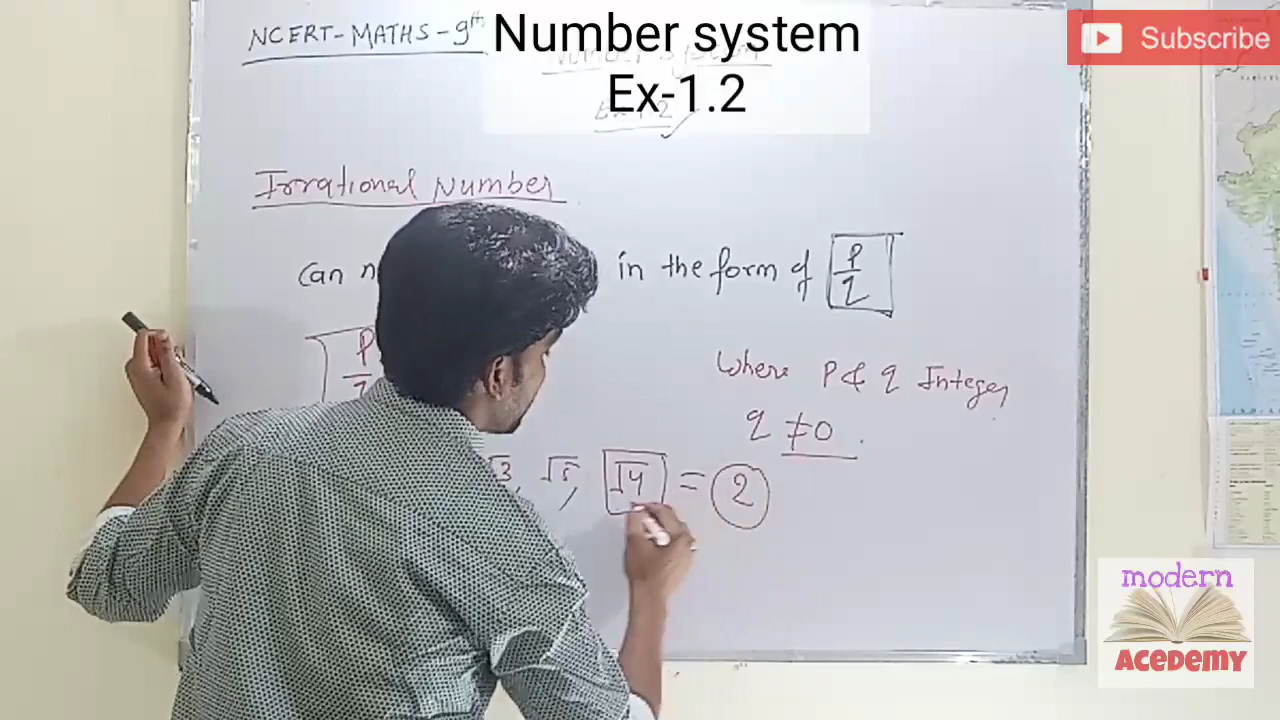 NCERT-MATHS-9th
Number system
Ex-1.2
Subscribe
Irrational Number
Can in the form of p/q
P
Where P & q Integer
q ≠0
√3, √5, √4 = 2
modern
ACEDEMY